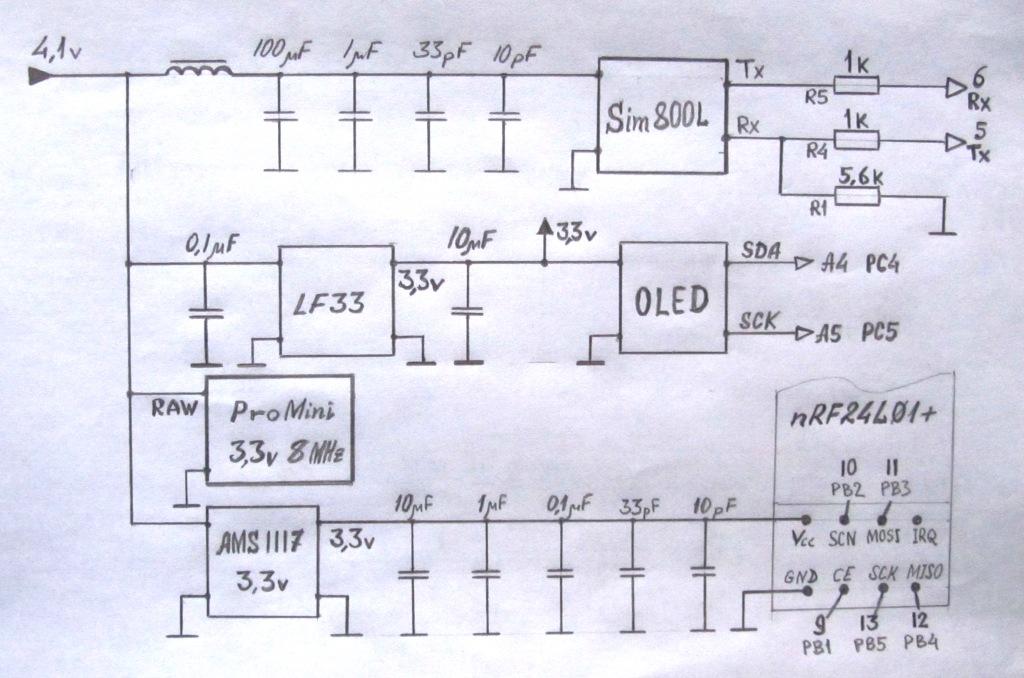 4,1v
100µF 1µF 33pF 10pF
Sim800L
Tx
1K
R5
6
Rx
Rx
1K
R4
5
Tx
5,6K
R1
0,1µF
LF33
3,3v
10µF
3,3v
OLED
SDA
A4 PC4
SCK
A5 PC5
RAW
ProMini
3,3v 8MHz
AMS1117
3,3v
3,3v
10µF 1µF 0,1µF 33pF 10pF
nRF24L01+
10 11
PB2 PB3
Vcc SCN MOSI IRQ
GND CE SCK MISO
9 13 12
PB1 PB5 PB4